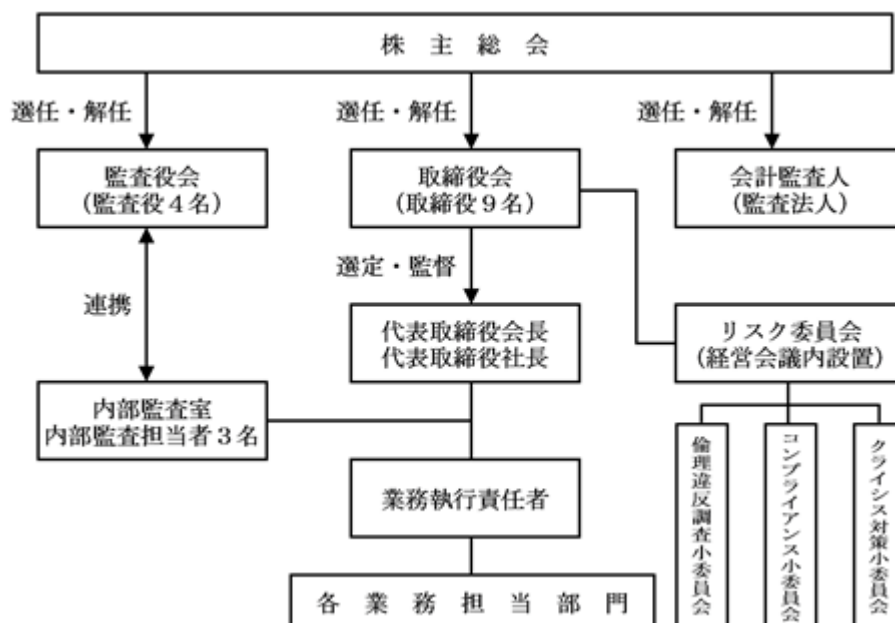 株主総会
選任・解任
選任・解任
選任・解任
監査役会
(監査役4名)
取締役会
(取締役9名)
会計監査人
(監査法人)
連携
選定・監督
代表取締役会長
代表取締役社長
リスク委員会
(経営会議内設置)
内部監査室
内部監査担当者3名
業務執行責任者
各業務担当部門
倫理違反調査小委員会
コンプライアンス小委員会
クライシス対策小委員会